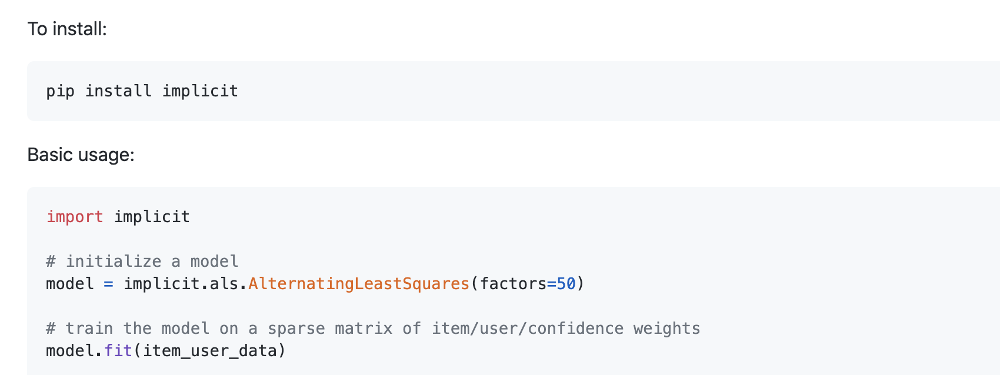 To install:
pip install implicit
Basic usage:
import implicit
# initialize a model
model = implicit.als.AlternatingLeastSquares(factors=50)
# train the model on a sparse matrix of item/user/confidence weights
model.fit(item_user_data)